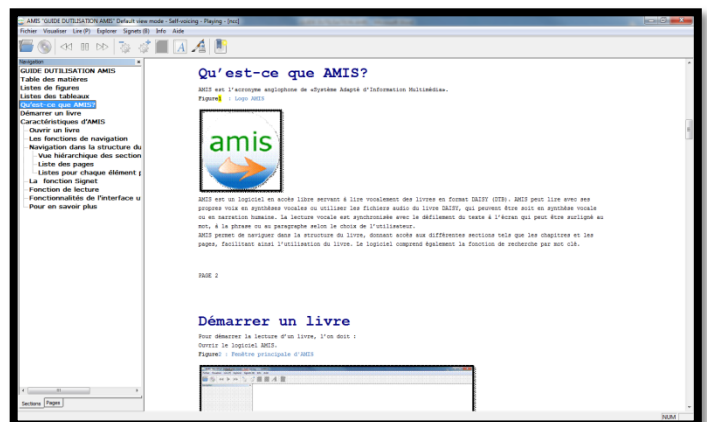 AMIS "GUIDE DUTILISATION AMIS" Default view mode - Self-voicing - Playing - [ncc]
Fichier Visualiser Lire (P) Explorer Signets (B) Info Aide
Navigation
GUIDE DUTILISATION AMIS
Table des matières
Listes de figures
Listes des tableaux
Qu'est-ce que AMIS?
Démarrer un livre
Caractéristiques d'AMIS
Ouvrir un livre
Les fonctions de navigation
Navigation dans la structure du
Vue hiérarchique des section
Liste des pages
Listes pour chaque élément p
La fonction Signet
Fonction de lecture
Fonctionnalités de l'interface u
Pour en savoir plus
Sections Pages
Qu'est-ce que AMIS?
AMIS est l'acronyme anglophone de «Système Adapté d'Information Multimédia».
Figure1 : Logo AMIS
amis
AMIS est un logiciel en accès libre servant à lire vocalement des livres en format DAISY (DTB). AMIS peut lire avec ses
propres voix en synthèses vocales ou utiliser les fichiers audio du livre DAISY, qui peuvent être soit en synthèse vocale
ou en narration humaine. La lecture vocale est synchronisée avec le défilement du texte à l'écran qui peut être surligné au
mot, à la phrase ou au paragraphe selon le choix de l'utilisateur.
AMIS permet de naviguer dans la structure du livre, donnant accès aux différentes sections tels que les chapitres et les
pages, facilitant ainsi l'utilisation du livre. Le logiciel comprend également la fonction de recherche par mot clé.
PAGE 2
Démarrer un livre
Pour démarrer la lecture d'un livre, l'on doit :
Ouvrir le logiciel AMIS.
Figure2 : Fenêtre principale d'AMIS
NUM